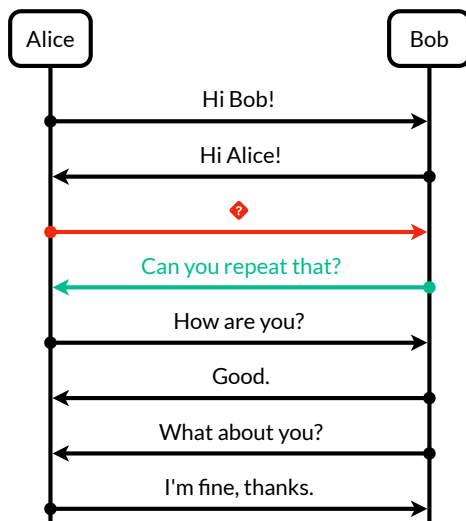 Alice
Bob
Hi Bob!
Hi Alice!
?
Can you repeat that?
How are you?
Good.
What about you?
I'm fine, thanks.